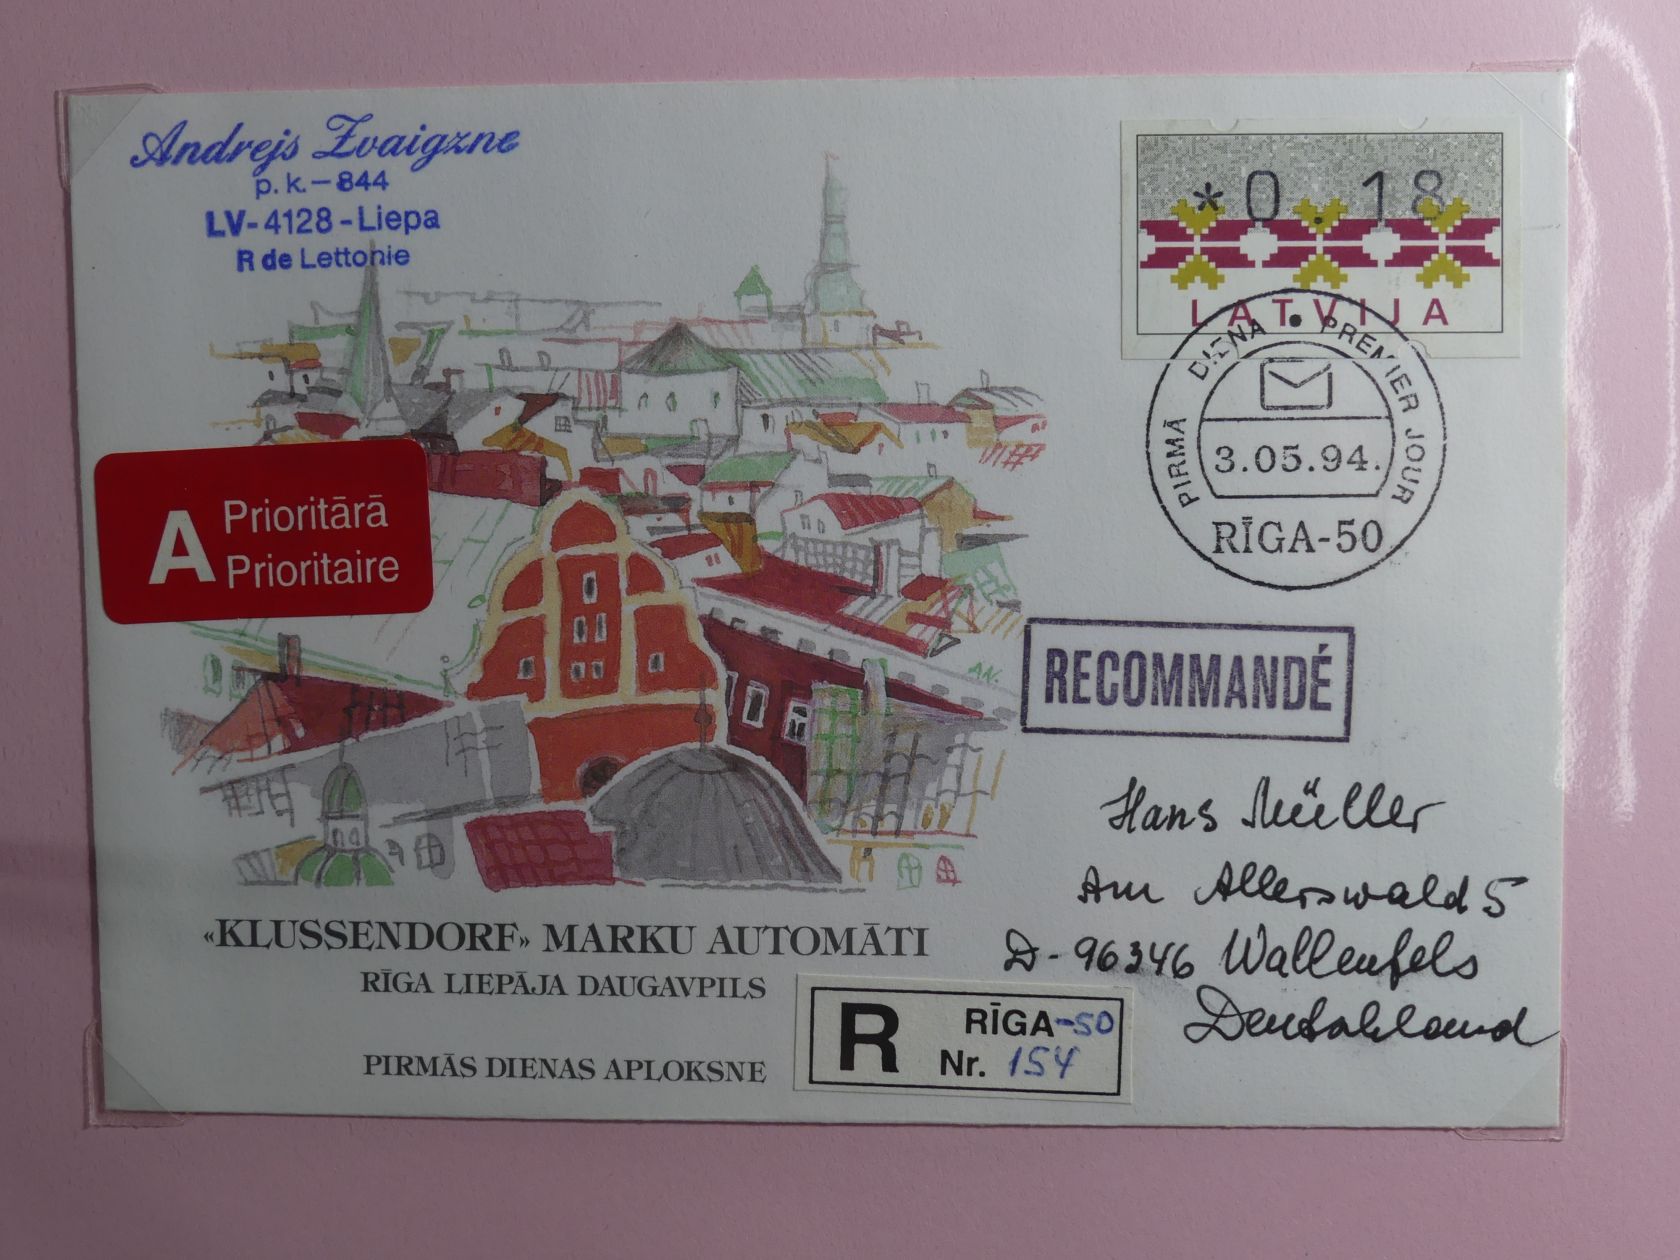 Andrejs Zvaigzne
p. k. – 844
LV - 4128 - Liepa
R de Lettonie
*0.18
LATVIJA
PIRMĀ DIENA • PREMIER JOUR
3.05.94.
RĪGA-50
A Prioritārā
Prioritaire
RECOMMANDÉ
AN.
Hans Müller
Am Allerswald 5
D - 96346 Wallenfels
Deutschland
«KLUSSENDORF» MARKU AUTOMĀTI
RĪGA LIEPĀJA DAUGAVPILS
PIRMĀS DIENAS APLOKSNE
R RĪGA-50
Nr. 154